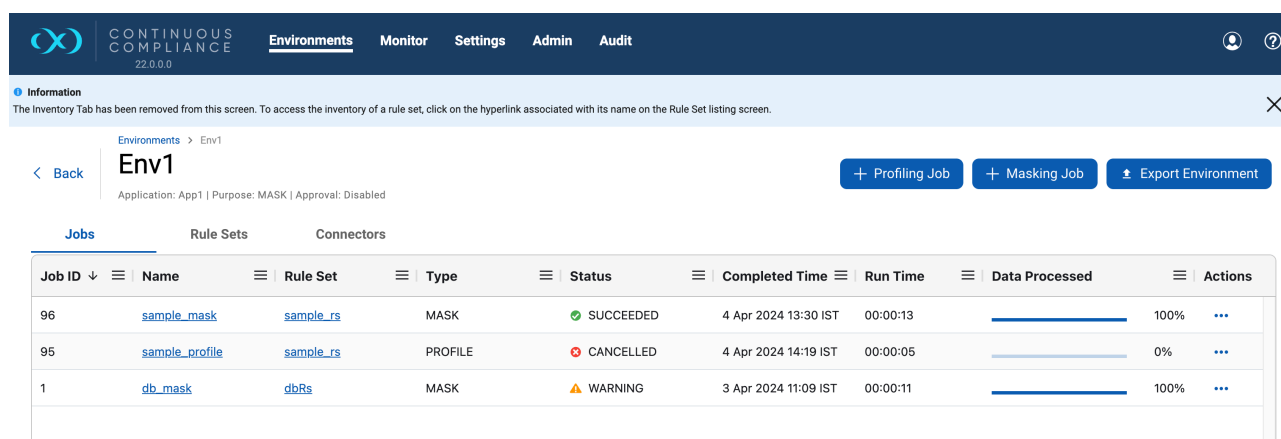 CONTINUOUS
COMPLIANCE
22.0.0.0
Environments Monitor Settings Admin Audit
Information
The Inventory Tab has been removed from this screen. To access the inventory of a rule set, click on the hyperlink associated with its name on the Rule Set listing screen.
Environments > Env1
Back
Env1
Application: App1 | Purpose: MASK | Approval: Disabled
+ Profiling Job + Masking Job Export Environment
Jobs Rule Sets Connectors
Job ID Name Rule Set Type Status Completed Time Run Time Data Processed Actions
96 sample_mask sample_rs MASK SUCCEEDED 4 Apr 2024 13:30 IST 00:00:13 100% •••
95 sample_profile sample_rs PROFILE CANCELLED 4 Apr 2024 14:19 IST 00:00:05 0% •••
1 db_mask dbRs MASK WARNING 3 Apr 2024 11:09 IST 00:00:11 100% •••